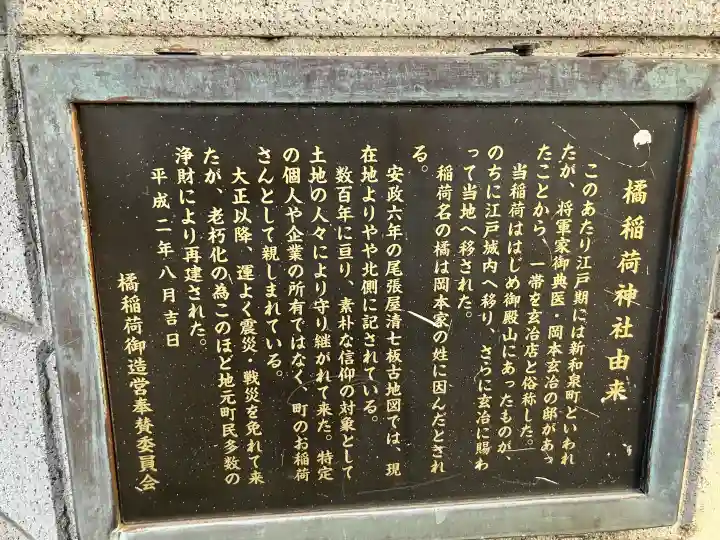 橘稲荷神社由来
このあたり江戸期には新和泉町といわれ
たが、将軍家御典医・岡本玄冶の邸があっ
たことから、一帯を玄冶店と俗称した。
当稲荷ははじめ御殿山にあったものが、
のちに江戸城内へ移り、さらに玄冶に賜わ
って当地へ移された。
稲荷名の橘は岡本家の姓に因んだとされ
る。
安政六年の尾張屋清七板古地図では、現
在地よりやや北側に記されている。
数百年に亘り、素朴な信仰の対象として
土地の人々により守り継がれて来た。特定
の個人や企業の所有ではなく、町のお稲荷
さんとして親しまれている。
大正以降、運よく震災・戦災を免れて来
たが、老朽化の為このほど地元町民多数の
浄財により再建された。
平成二年八月吉日
橘稲荷御造営奉賛委員会